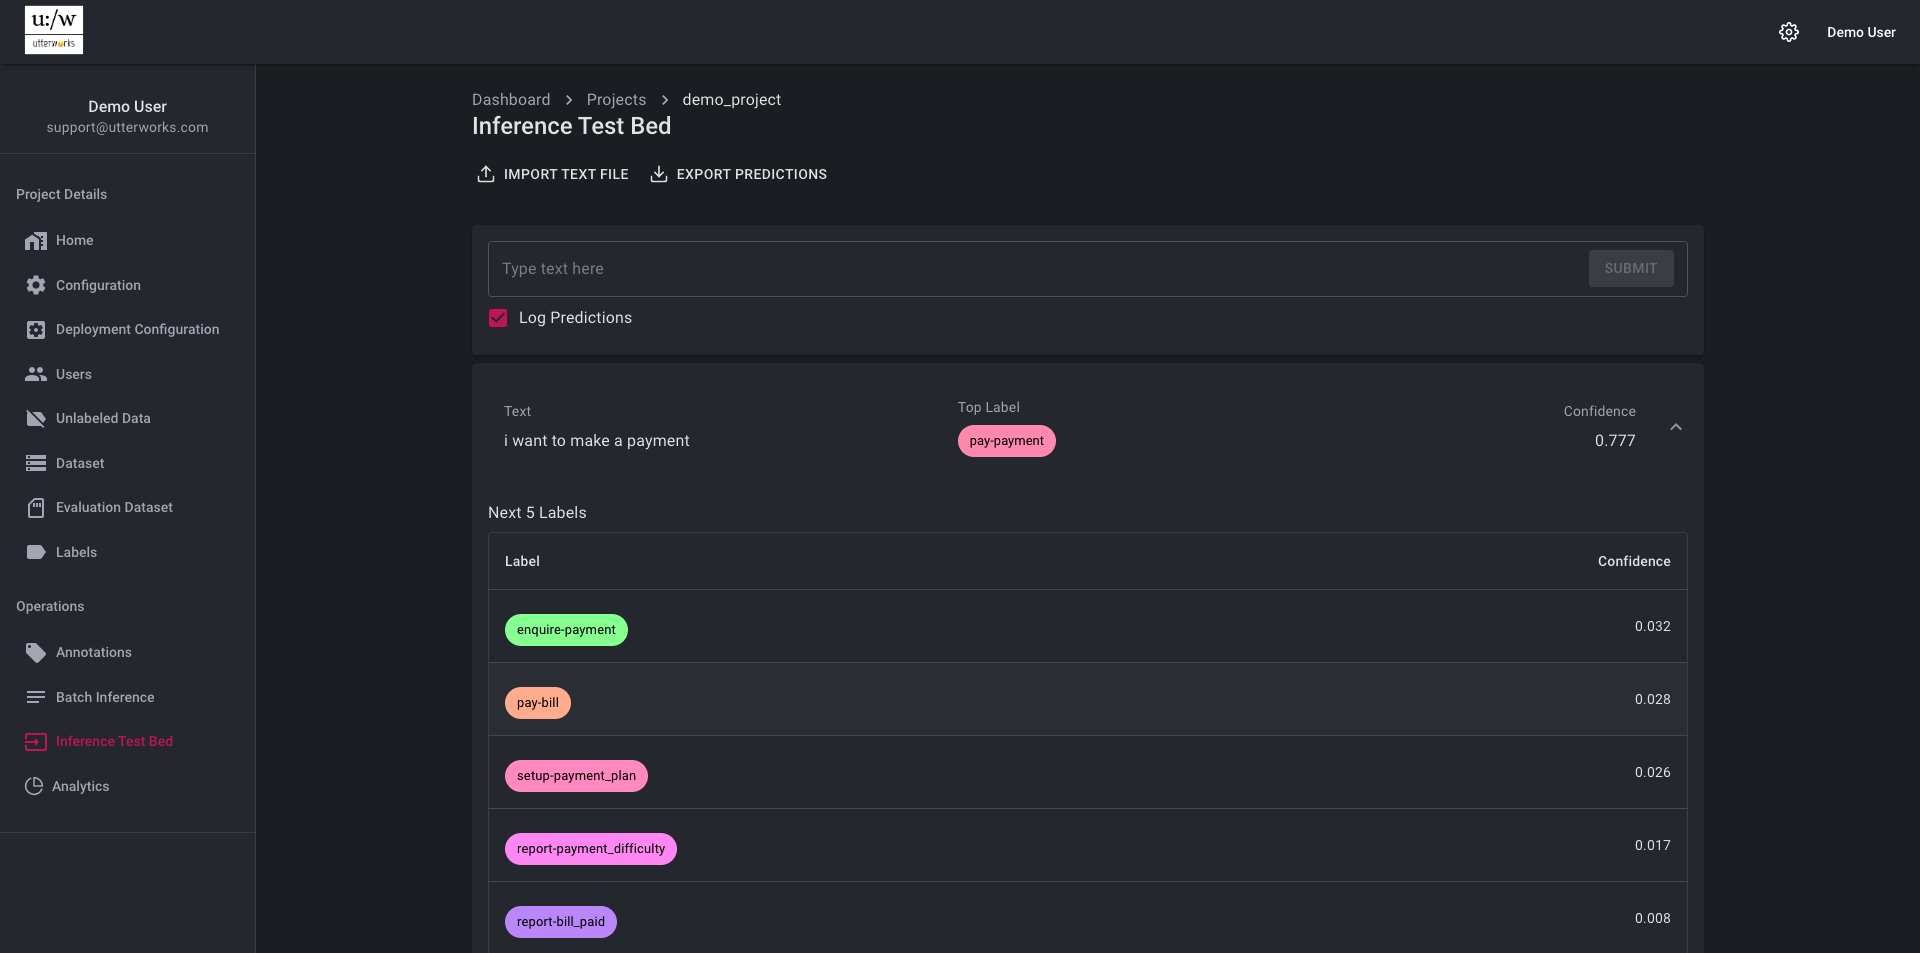 u:/w
utterworks
Demo User
Demo User
support@utterworks.com
Project Details
Home
Configuration
Deployment Configuration
Users
Unlabeled Data
Dataset
Evaluation Dataset
Labels
Operations
Annotations
Batch Inference
Inference Test Bed
Analytics
Dashboard > Projects > demo_project
Inference Test Bed
IMPORT TEXT FILE EXPORT PREDICTIONS
Type text here SUBMIT
Log Predictions
Text Top Label Confidence
i want to make a payment pay-payment 0.777
Next 5 Labels
Label Confidence
enquire-payment 0.032
pay-bill 0.028
setup-payment_plan 0.026
report-payment_difficulty 0.017
report-bill_paid 0.008